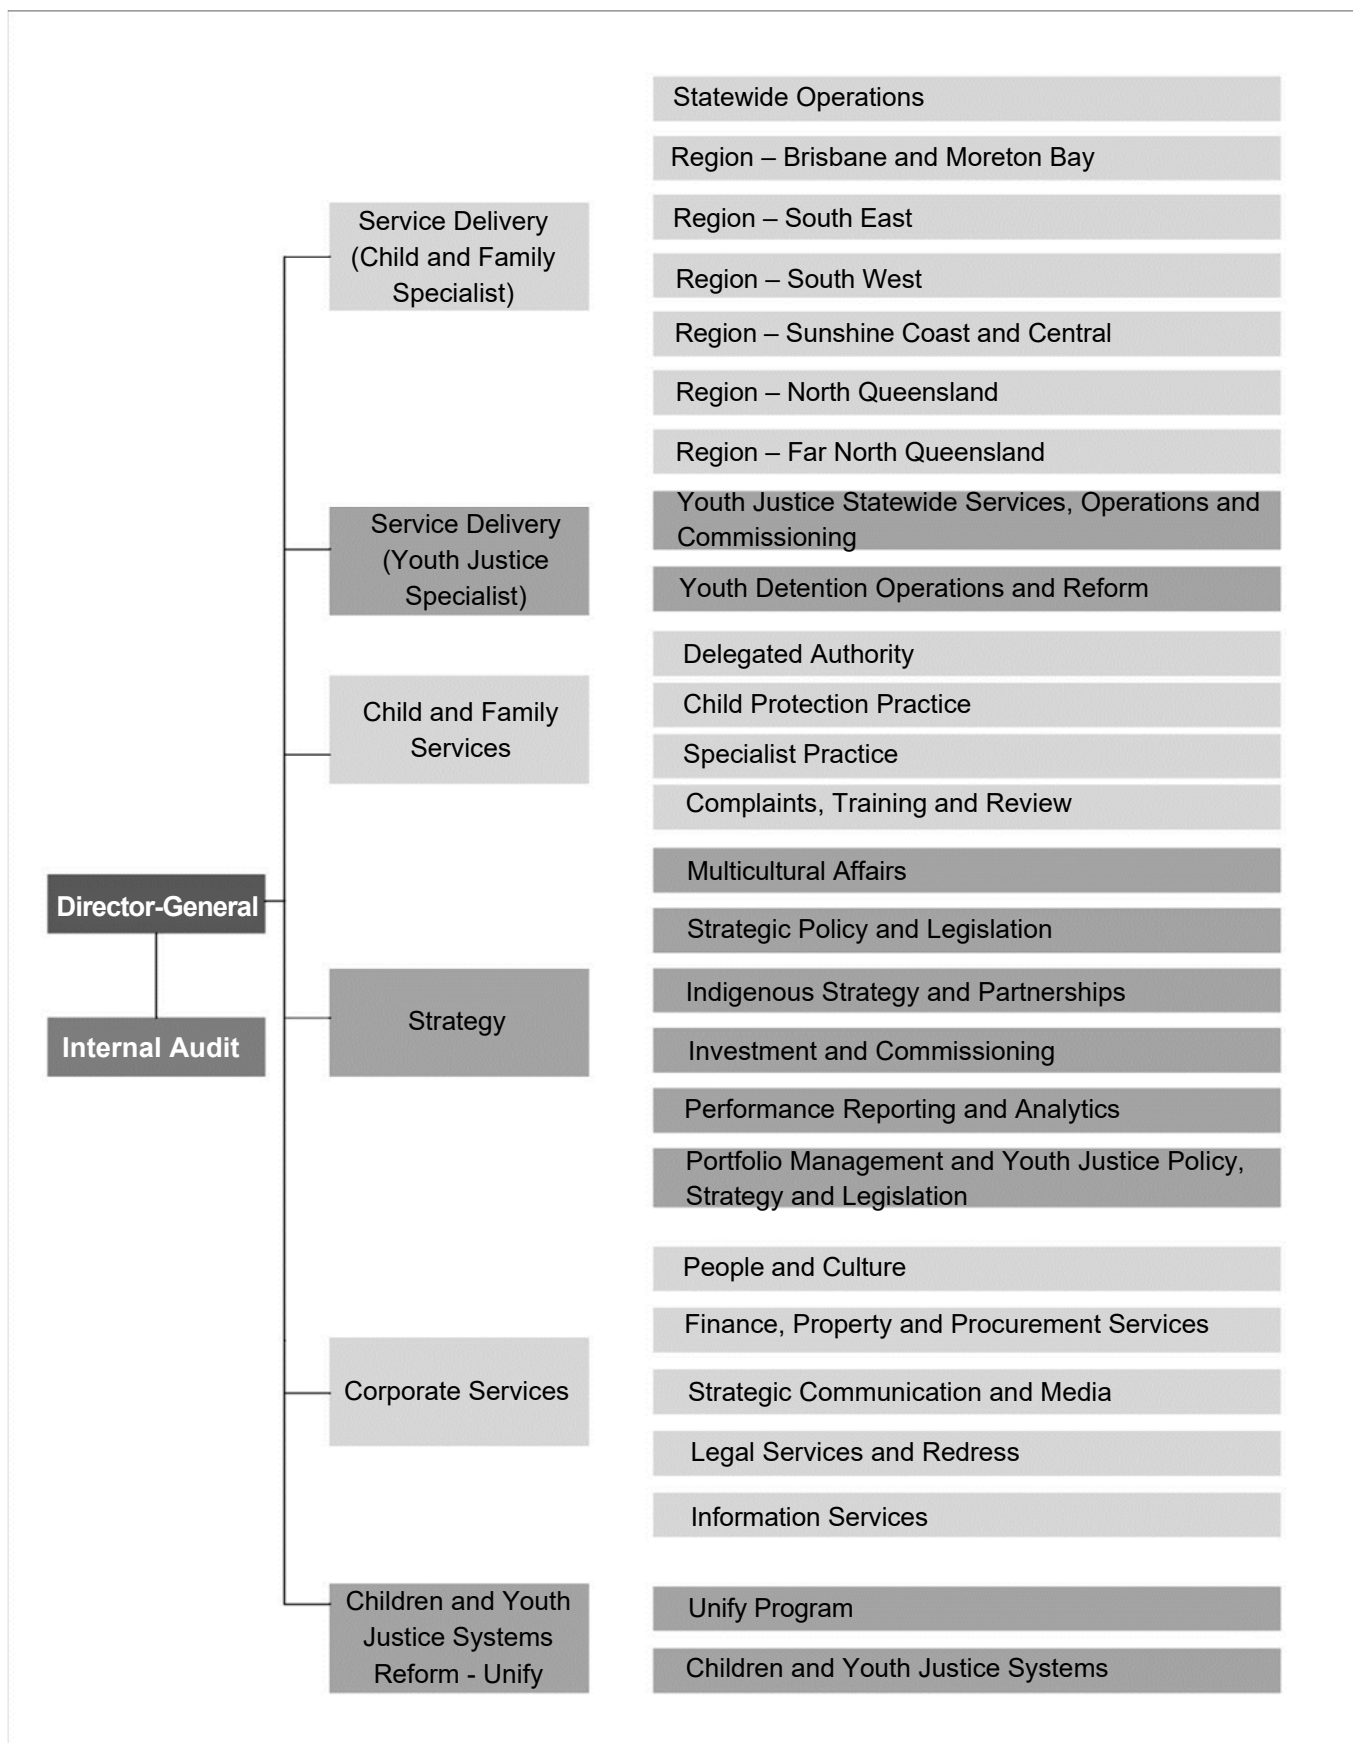 Director-General
Internal Audit
Service Delivery
(Child and Family
Specialist)
Statewide Operations
Region – Brisbane and Moreton Bay
Region – South East
Region – South West
Region – Sunshine Coast and Central
Region – North Queensland
Region – Far North Queensland
Service Delivery
(Youth Justice
Specialist)
Youth Justice Statewide Services, Operations and
Commissioning
Youth Detention Operations and Reform
Child and Family
Services
Delegated Authority
Child Protection Practice
Specialist Practice
Complaints, Training and Review
Strategy
Multicultural Affairs
Strategic Policy and Legislation
Indigenous Strategy and Partnerships
Investment and Commissioning
Performance Reporting and Analytics
Portfolio Management and Youth Justice Policy,
Strategy and Legislation
Corporate Services
People and Culture
Finance, Property and Procurement Services
Strategic Communication and Media
Legal Services and Redress
Information Services
Children and Youth
Justice Systems
Reform - Unify
Unify Program
Children and Youth Justice Systems